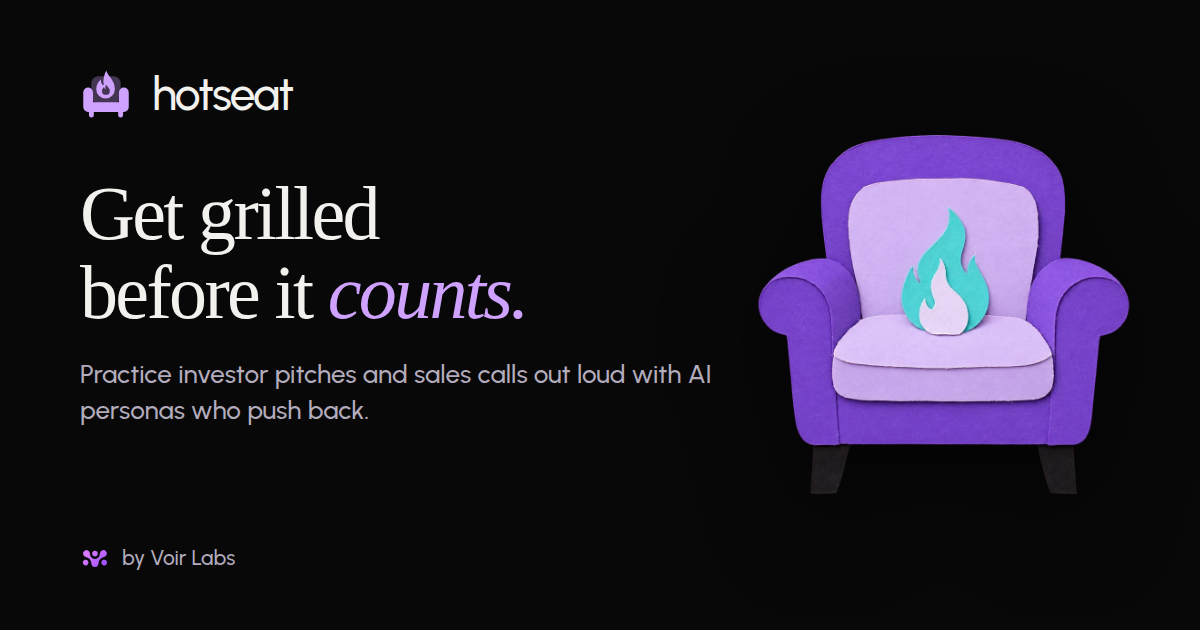 hotseat
Get grilled
before it counts.
Practice investor pitches and sales calls out loud with AI
personas who push back.
by Voir Labs